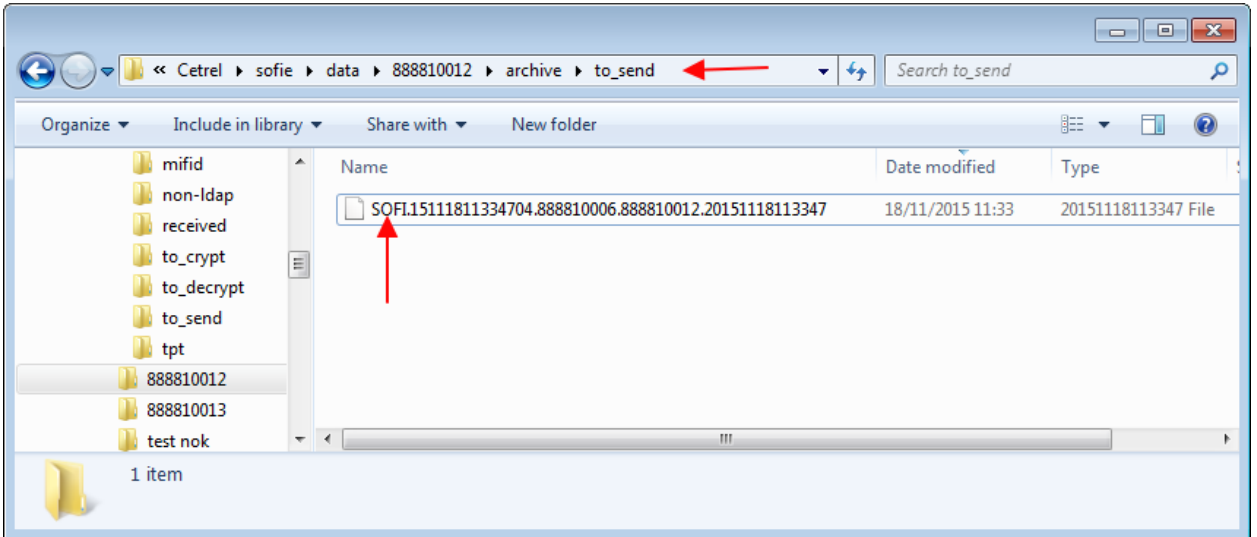 « Cetrel ▸ sofie ▸ data ▸ 888810012 ▸ archive ▸ to_send
Search to_send
Organize Include in library Share with New folder
Name Date modified Type
SOFI.15111811334704.888810006.888810012.20151118113347 18/11/2015 11:33 20151118113347 File
mifid
non-ldap
received
to_crypt
to_decrypt
to_send
tpt
888810012
888810013
test nok
1 item